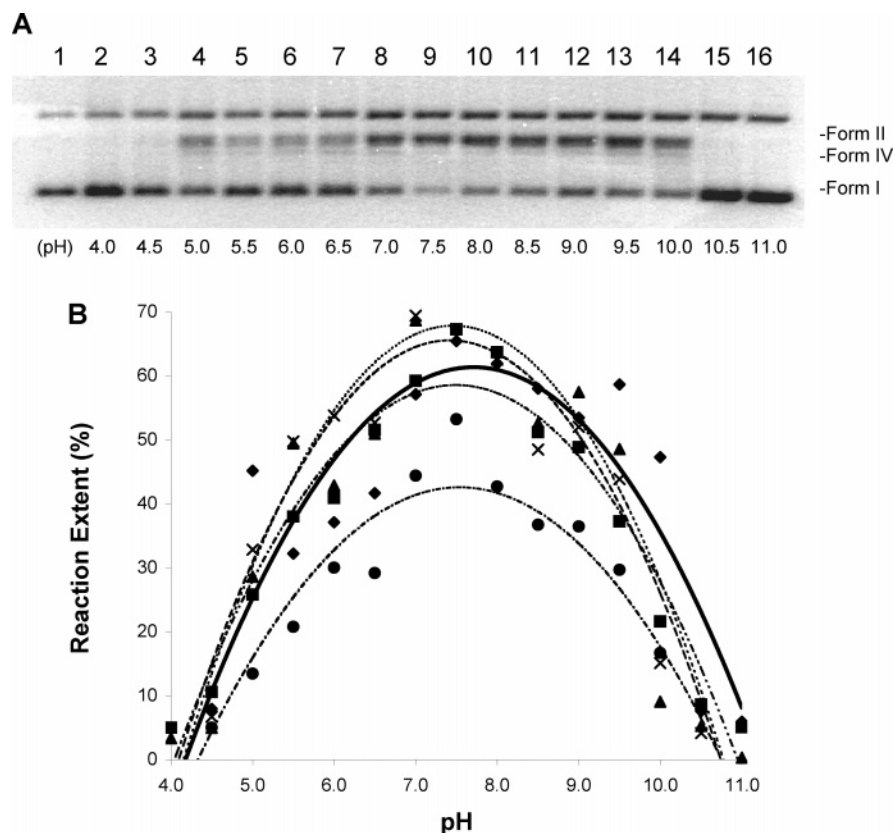 A
1 2 3 4 5 6 7 8 9 10 11 12 13 14 15 16
-Form II
-Form IV
-Form I
(pH) 4.0 4.5 5.0 5.5 6.0 6.5 7.0 7.5 8.0 8.5 9.0 9.5 10.0 10.5 11.0
B
70
60
50
40
30
20
10
0
Reaction Extent (%)
4.0 5.0 6.0 7.0 8.0 9.0 10.0 11.0
pH